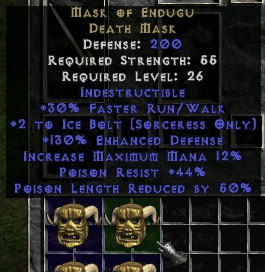 Mask of Endugu
Death Mask
Defense: 200
Required Strength: 55
Required Level: 26
Indestructible
+30% Faster Run/Walk
+2 to Ice Bolt (Sorceress Only)
+130% Enhanced Defense
Increase Maximum Mana 12%
Poison Resist +44%
Poison Length Reduced by 50%